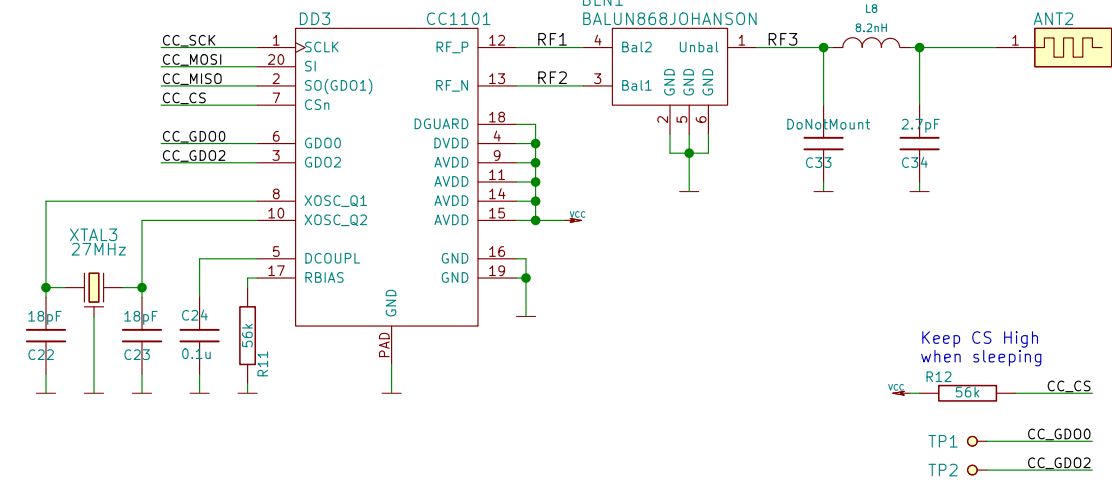 DD3 CC1101
CC_SCK 1 SCLK
CC_MOSI 20 SI
CC_MISO 2 SO(GDO1)
CC_CS 7 CSn
CC_GDO0 6 GDO0
CC_GDO2 3 GDO2
8 XOSC_Q1
10 XOSC_Q2
5 DCOUPL
17 RBIAS
RF_P 12 RF1
RF_N 13 RF2
DGUARD 18
DVDD 4
AVDD 9
AVDD 11
AVDD 14
AVDD 15 VCC
GND 16
GND 19
GND
PAD
XTAL3
27MHz
18pF
C22
18pF
C23
C24
0.1u
56k
R11
BALUN868JOHANSON
4 Bal2 Unbal 1 RF3
3 Bal1
GND GND GND
2 5 6
L8
8.2nH
DoNotMount
C33
2.7pF
C34
ANT2
1
Keep CS High
when sleeping
R12
VCC 56k CC_CS
TP1 CC_GDO0
TP2 CC_GDO2